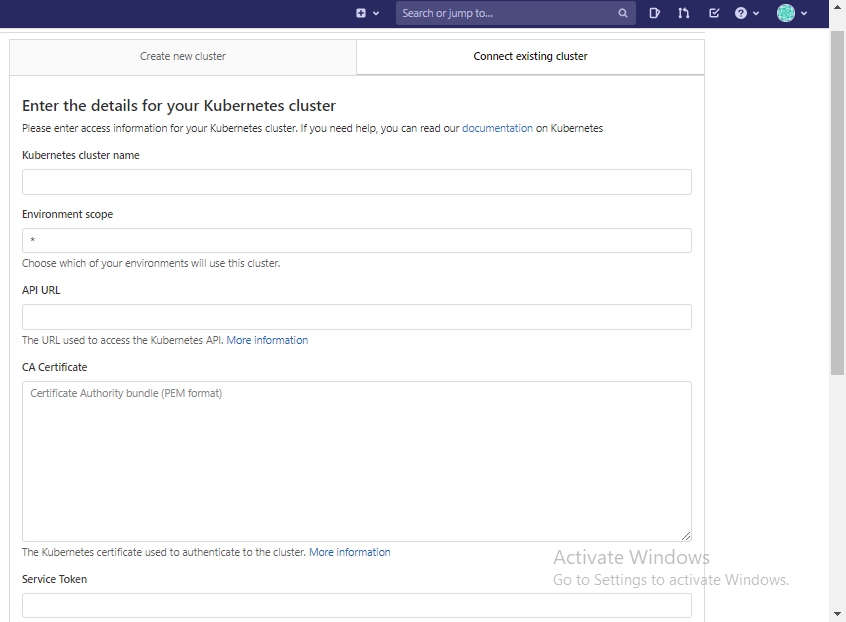 Search or jump to...
Create new cluster
Connect existing cluster
Enter the details for your Kubernetes cluster
Please enter access information for your Kubernetes cluster. If you need help, you can read our documentation on Kubernetes
Kubernetes cluster name
Environment scope
*
Choose which of your environments will use this cluster.
API URL
The URL used to access the Kubernetes API. More information
CA Certificate
Certificate Authority bundle (PEM format)
The Kubernetes certificate used to authenticate to the cluster. More information
Activate Windows
Go to Settings to activate Windows.
Service Token